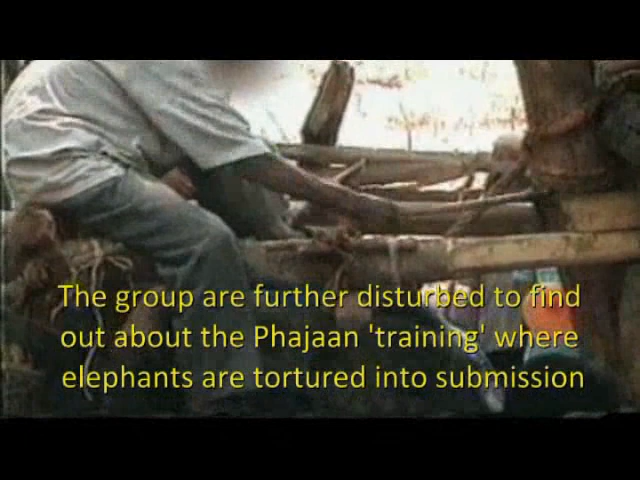 The group are further disturbed to find
out about the Phajaan 'training' where
elephants are tortured into submission